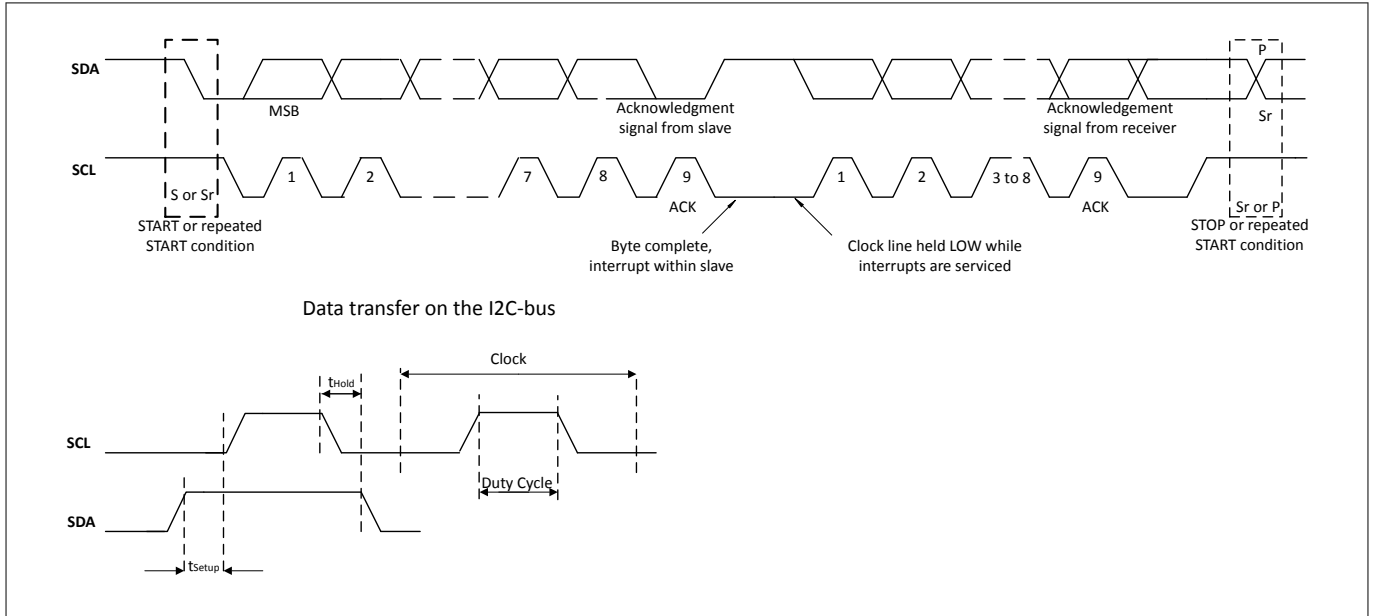 P
SDA
MSB
Acknowledgment
signal from slave
Acknowledgement
signal from receiver
Sr
SCL
1
2
7
8
9
1
2
3 to 8
9
S or Sr
ACK
ACK
Sr or P
START or repeated
START condition
STOP or repeated
START condition
Byte complete,
interrupt within slave
Clock line held LOW while
interrupts are serviced
Data transfer on the I2C-bus
Clock
tHold
SCL
Duty Cycle
SDA
tSetup